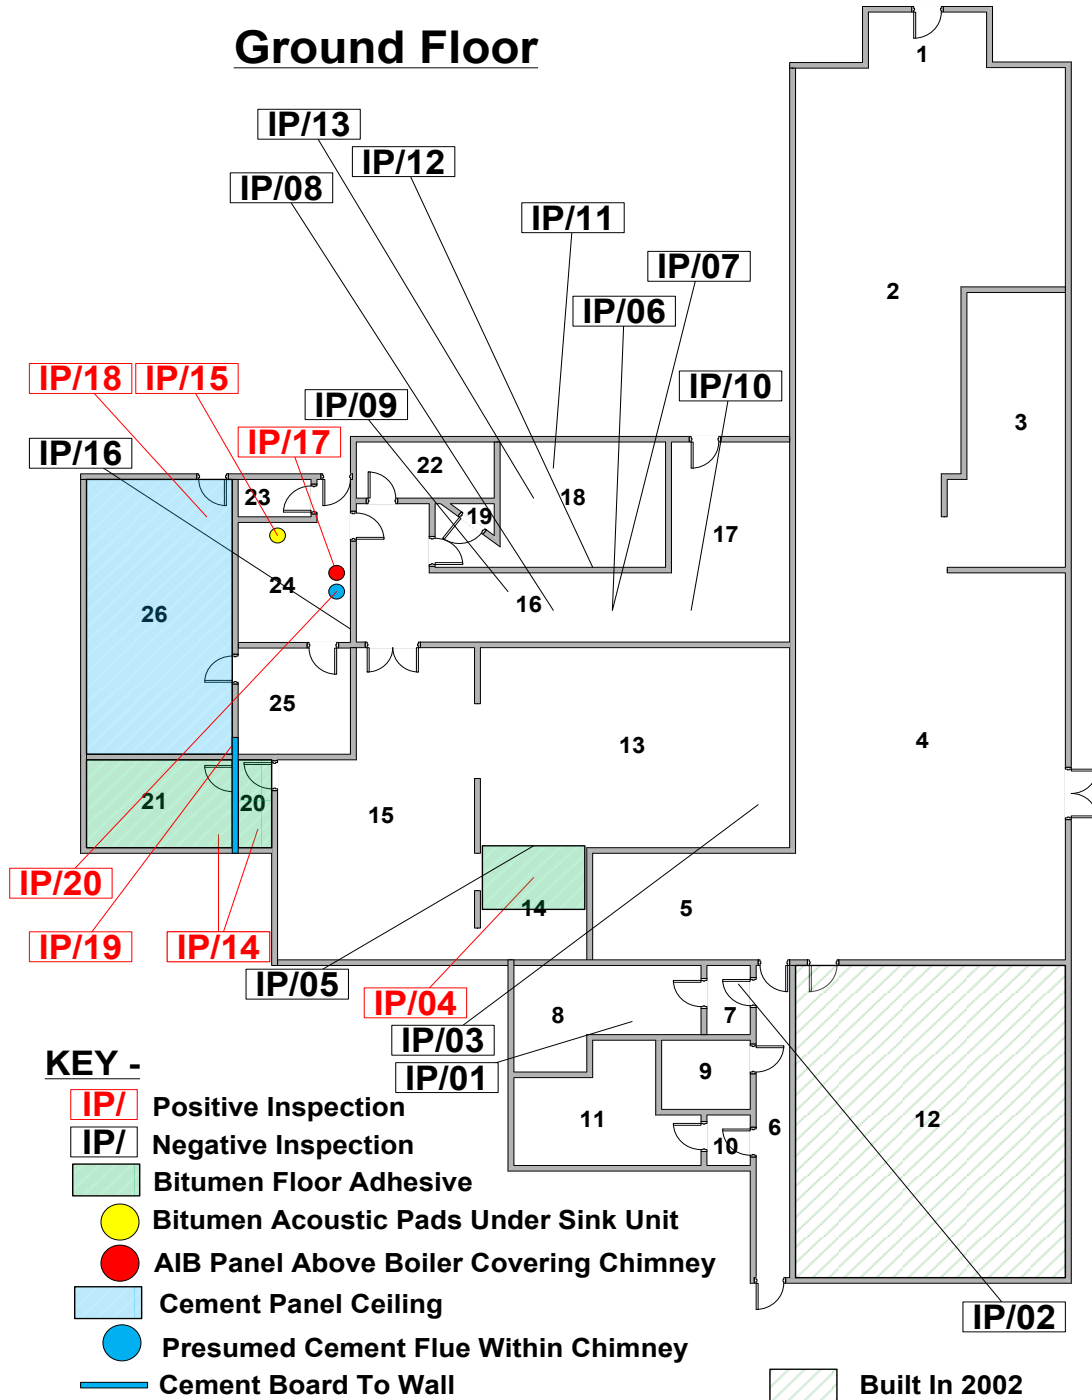 Ground Floor
1
IP/13
IP/12
IP/08
IP/11
IP/07
IP/06
2
IP/18
IP/15
IP/10
IP/09
3
IP/17
IP/16
22
23
18
19
17
24
16
26
25
13
4
21
20
15
IP/20
14
5
IP/19
IP/14
IP/05
IP/04
8
7
IP/03
IP/01
9
11
10
6
12
IP/02
KEY -
IP/ Positive Inspection
IP/ Negative Inspection
Bitumen Floor Adhesive
Bitumen Acoustic Pads Under Sink Unit
AIB Panel Above Boiler Covering Chimney
Cement Panel Ceiling
Presumed Cement Flue Within Chimney
Cement Board To Wall
Built In 2002